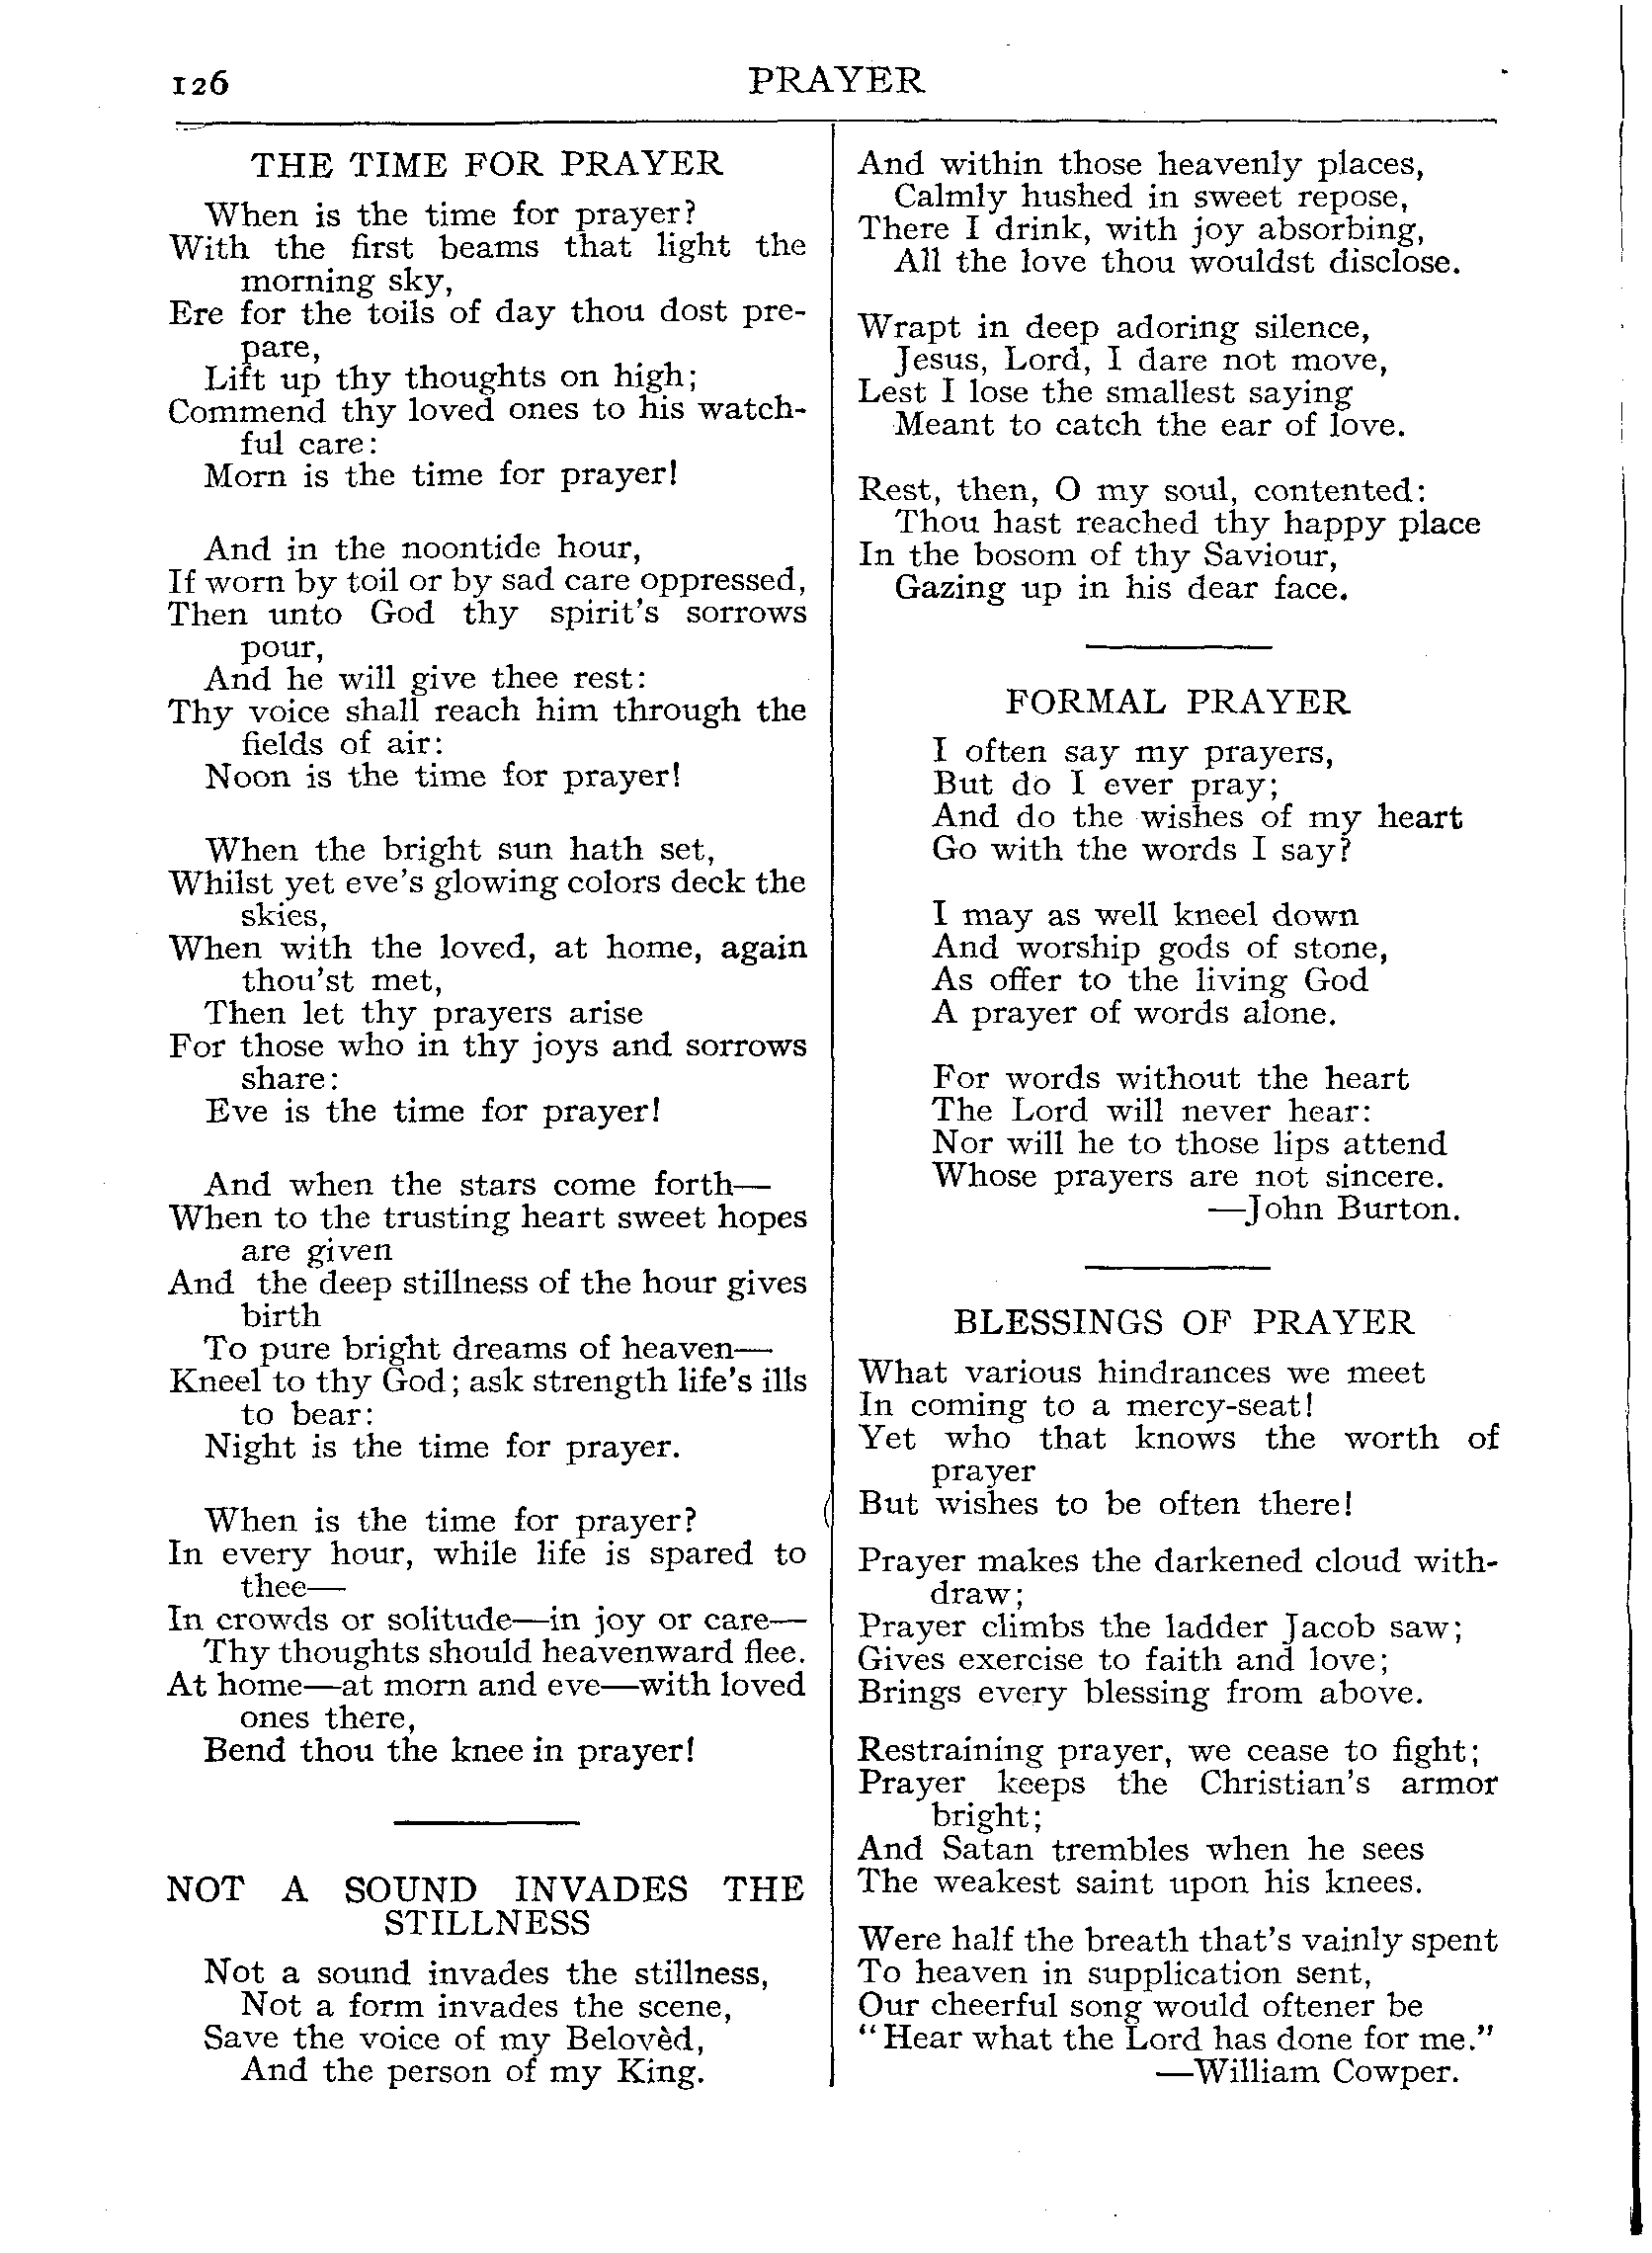 126
PRAYER
THE TIME FOR PRAYER
When is the time for prayer?
With the first beams that light the
morning sky,
Ere for the toils of day thou dost pre-
pare,
Lift up thy thoughts on high;
Commend thy loved ones to his watch-
ful care:
Morn is the time for prayer!
And in the noontide hour,
If worn by toil or by sad care oppressed,
Then unto God thy spirit's sorrows
pour,
And he will give thee rest:
Thy voice shall reach him through the
fields of air:
Noon is the time for prayer!
When the bright sun hath set,
Whilst yet eve's glowing colors deck the
skies,
When with the loved, at home, again
thou'st met,
Then let thy prayers arise
For those who in thy joys and sorrows
share:
Eve is the time for prayer!
And when the stars come forth—
When to the trusting heart sweet hopes
are given
And the deep stillness of the hour gives
birth
To pure bright dreams of heaven—
Kneel to thy God; ask strength life's ills
to bear:
Night is the time for prayer.
When is the time for prayer?
In every hour, while life is spared to
thee—
In crowds or solitude—in joy or care—
Thy thoughts should heavenward flee.
At home—at morn and eve—with loved
ones there,
Bend thou the knee in prayer!
NOT A SOUND INVADES THE
STILLNESS
Not a sound invades the stillness,
Not a form invades the scene,
Save the voice of my Belovèd,
And the person of my King.
And within those heavenly places,
Calmly hushed in sweet repose,
There I drink, with joy absorbing,
All the love thou wouldst disclose.
Wrapt in deep adoring silence,
Jesus, Lord, I dare not move,
Lest I lose the smallest saying
Meant to catch the ear of love.
Rest, then, O my soul, contented:
Thou hast reached thy happy place
In the bosom of thy Saviour,
Gazing up in his dear face.
FORMAL PRAYER
I often say my prayers,
But do I ever pray;
And do the wishes of my heart
Go with the words I say?
I may as well kneel down
And worship gods of stone,
As offer to the living God
A prayer of words alone.
For words without the heart
The Lord will never hear:
Nor will he to those lips attend
Whose prayers are not sincere.
—John Burton.
BLESSINGS OF PRAYER
What various hindrances we meet
In coming to a mercy-seat!
Yet who that knows the worth of
prayer
But wishes to be often there!
Prayer makes the darkened cloud with-
draw;
Prayer climbs the ladder Jacob saw;
Gives exercise to faith and love;
Brings every blessing from above.
Restraining prayer, we cease to fight;
Prayer keeps the Christian's armor
bright;
And Satan trembles when he sees
The weakest saint upon his knees.
Were half the breath that's vainly spent
To heaven in supplication sent,
Our cheerful song would oftener be
"Hear what the Lord has done for me."
—William Cowper.